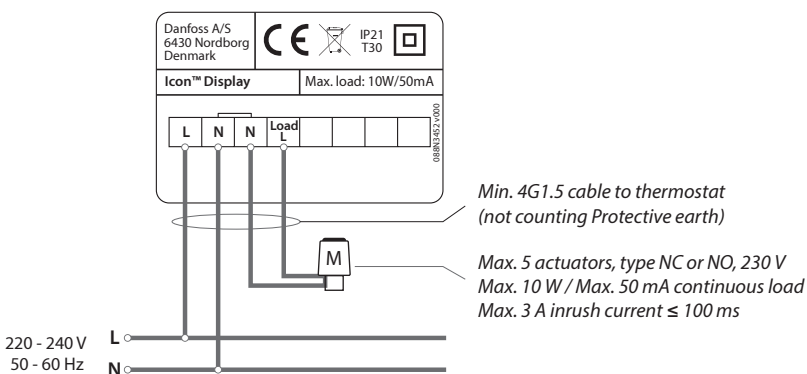 Danfoss A/S
6430 Nordborg
Denmark
CE
IP21
T30
Icon™ Display
Max. load: 10W/50mA
L N N Load L
088N3452 v000
Min. 4G1.5 cable to thermostat
(not counting Protective earth)
M
Max. 5 actuators, type NC or NO, 230 V
Max. 10 W / Max. 50 mA continuous load
Max. 3 A inrush current ≤ 100 ms
220 - 240 V
50 - 60 Hz
L
N